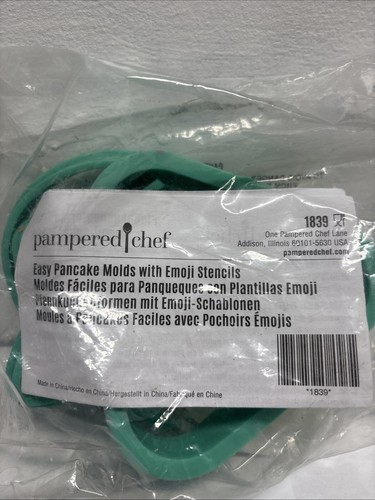 pampered chef
1839
One Pampered Chef Lane
Addison, Illinois 60101-5630 USA
pamperedchef.com
Easy Pancake Molds with Emoji Stencils
Moldes Fáciles para Panqueques con Plantillas Emoji
Pfannkuchenformen mit Emoji-Schablonen
Moules à Pancakes Faciles avec Pochoirs Émojis
Made in China/Hecho en China/Hergestellt in China/Fabriqué en Chine
*1839*